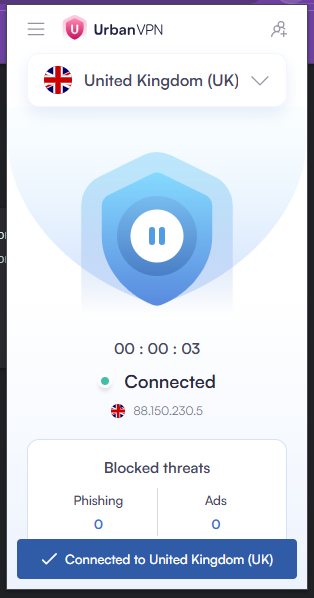 UrbanVPN
United Kingdom (UK)
00 : 00 : 03
Connected
88.150.230.5
Blocked threats
Phishing
Ads
0
0
Connected to United Kingdom (UK)